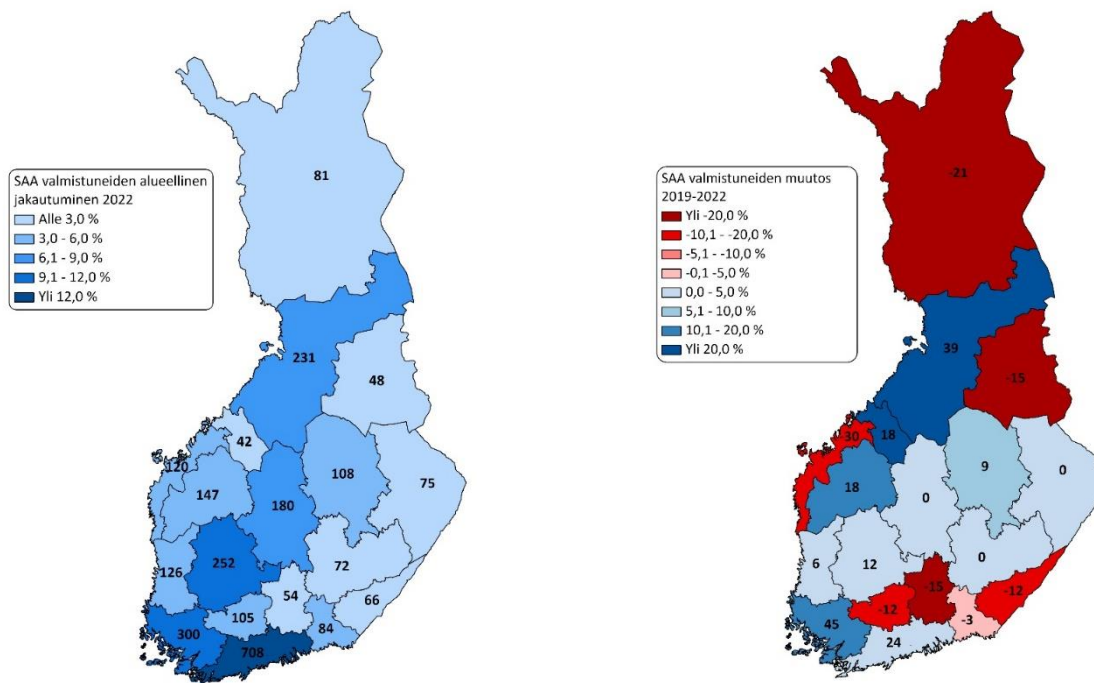 SAA valmistuneiden alueellinen
jakautuminen 2022
Alle 3,0 %
3,0 - 6,0 %
6,1 - 9,0 %
9,1 - 12,0 %
Yli 12,0 %
81
231
48
42
120
147
108
75
180
126
252
72
54
66
105
300
84
708
SAA valmistuneiden muutos
2019-2022
Yli -20,0 %
-10,1 - -20,0 %
-5,1 - -10,0 %
-0,1 - -5,0 %
0,0 - 5,0 %
5,1 - 10,0 %
10,1 - 20,0 %
Yli 20,0 %
-21
39
-15
30
18
18
9
0
0
6
12
0
-15
-12
-12
45
-3
24